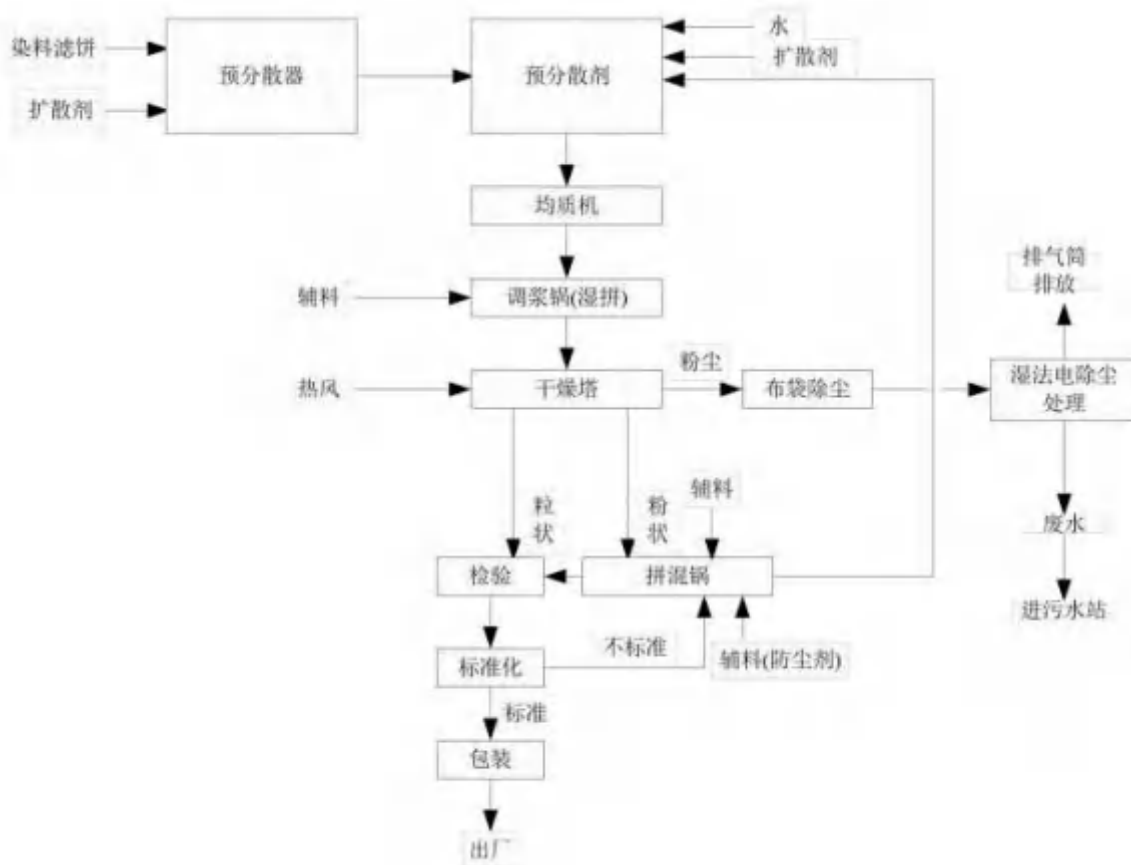 水
染料滤饼
扩散剂
预分散器
预分散剂
扩散剂
均质机
排气筒
排放
辅料
调浆锅(湿拼)
粉尘
热风
干燥塔
布袋除尘
湿法电除尘
处理
辅料
粒
状
粉
状
废水
检验
拼混锅
进污水站
不标准
辅料(防尘剂)
标准化
标准
包装
出厂